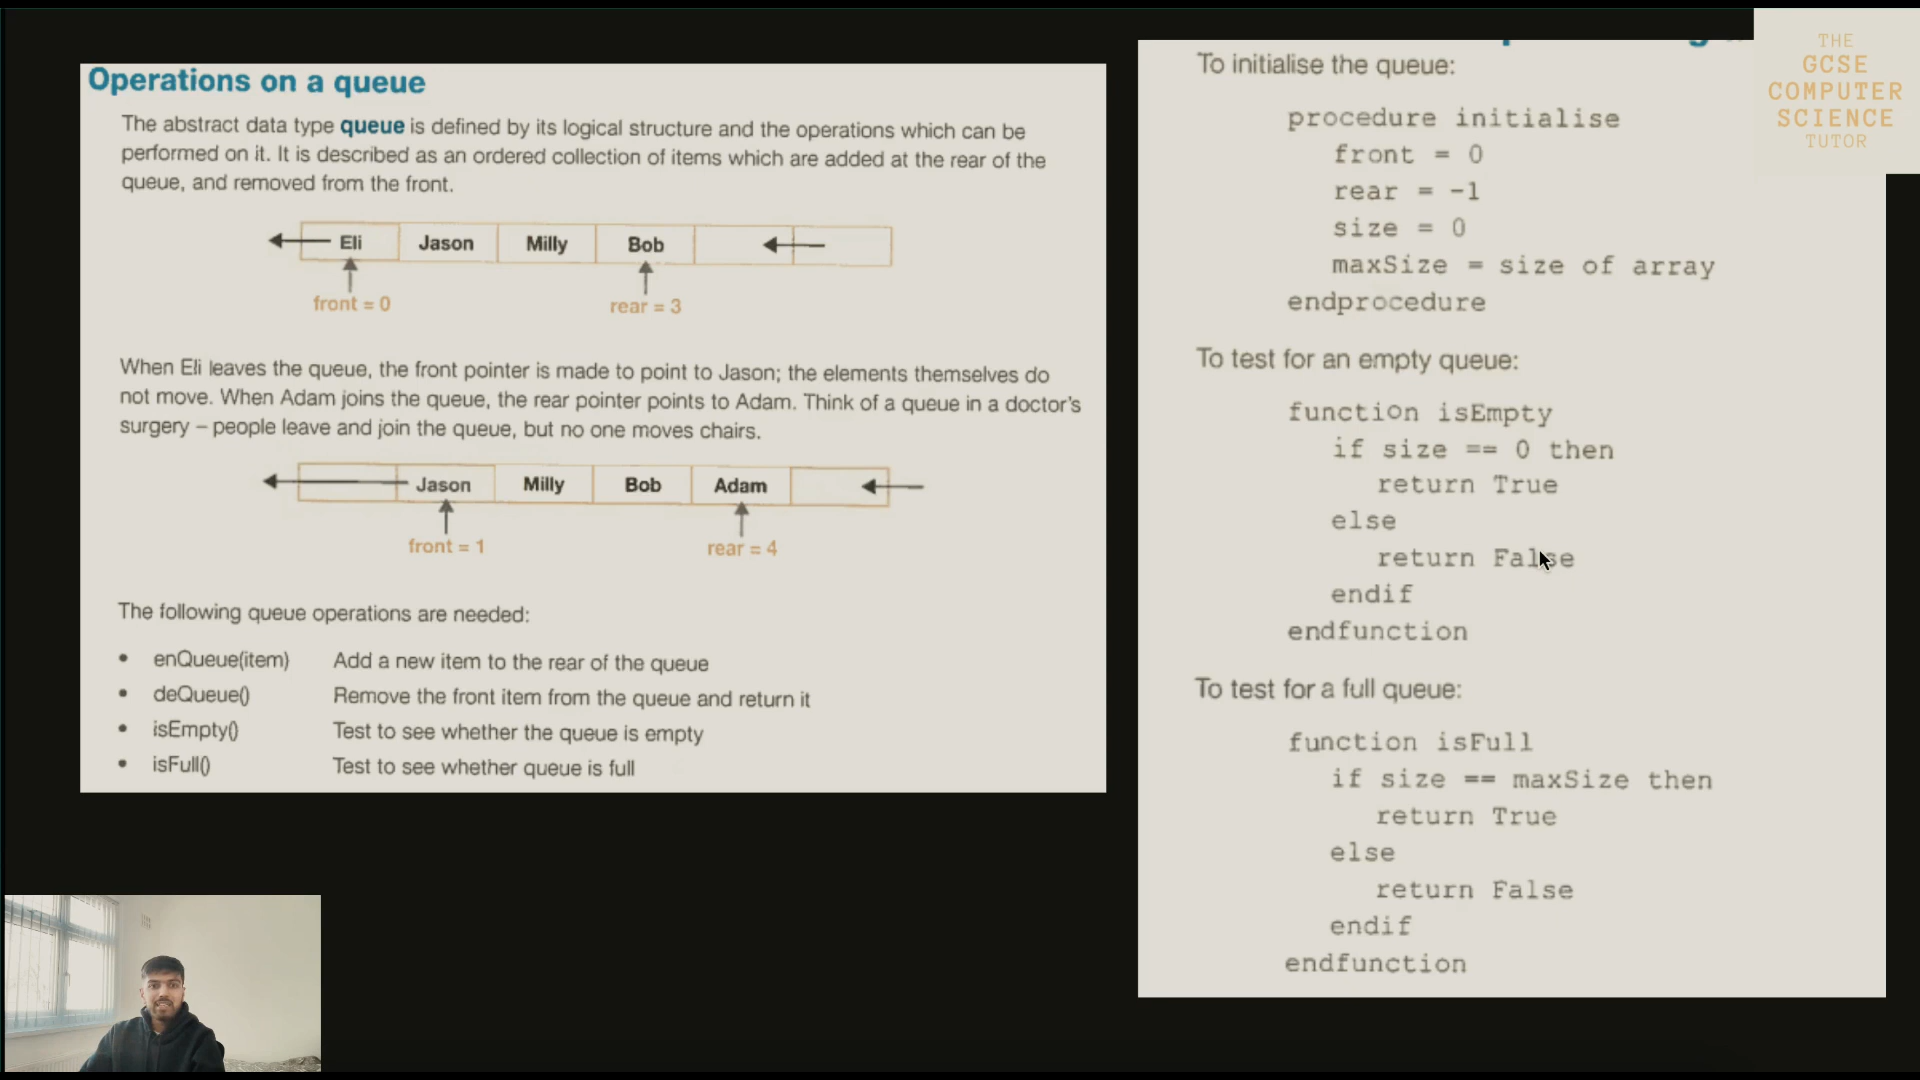 Operations on a queue
The abstract data type queue is defined by its logical structure and the operations which can be
performed on it. It is described as an ordered collection of items which are added at the rear of the
queue, and removed from the front.
Eli Jason Milly Bob
front = 0 rear = 3
When Eli leaves the queue, the front pointer is made to point to Jason; the elements themselves do
not move. When Adam joins the queue, the rear pointer points to Adam. Think of a queue in a doctor's
surgery – people leave and join the queue, but no one moves chairs.
Jason Milly Bob Adam
front = 1 rear = 4
The following queue operations are needed:
• enQueue(item) Add a new item to the rear of the queue
• deQueue() Remove the front item from the queue and return it
• isEmpty() Test to see whether the queue is empty
• isFull() Test to see whether queue is full
To initialise the queue:
procedure initialise
front = 0
rear = -1
size = 0
maxSize = size of array
endprocedure
To test for an empty queue:
function isEmpty
if size == 0 then
return True
else
return False
endif
endfunction
To test for a full queue:
function isFull
if size == maxSize then
return True
else
return False
endif
endfunction
THE
GCSE
COMPUTER
SCIENCE
TUTOR